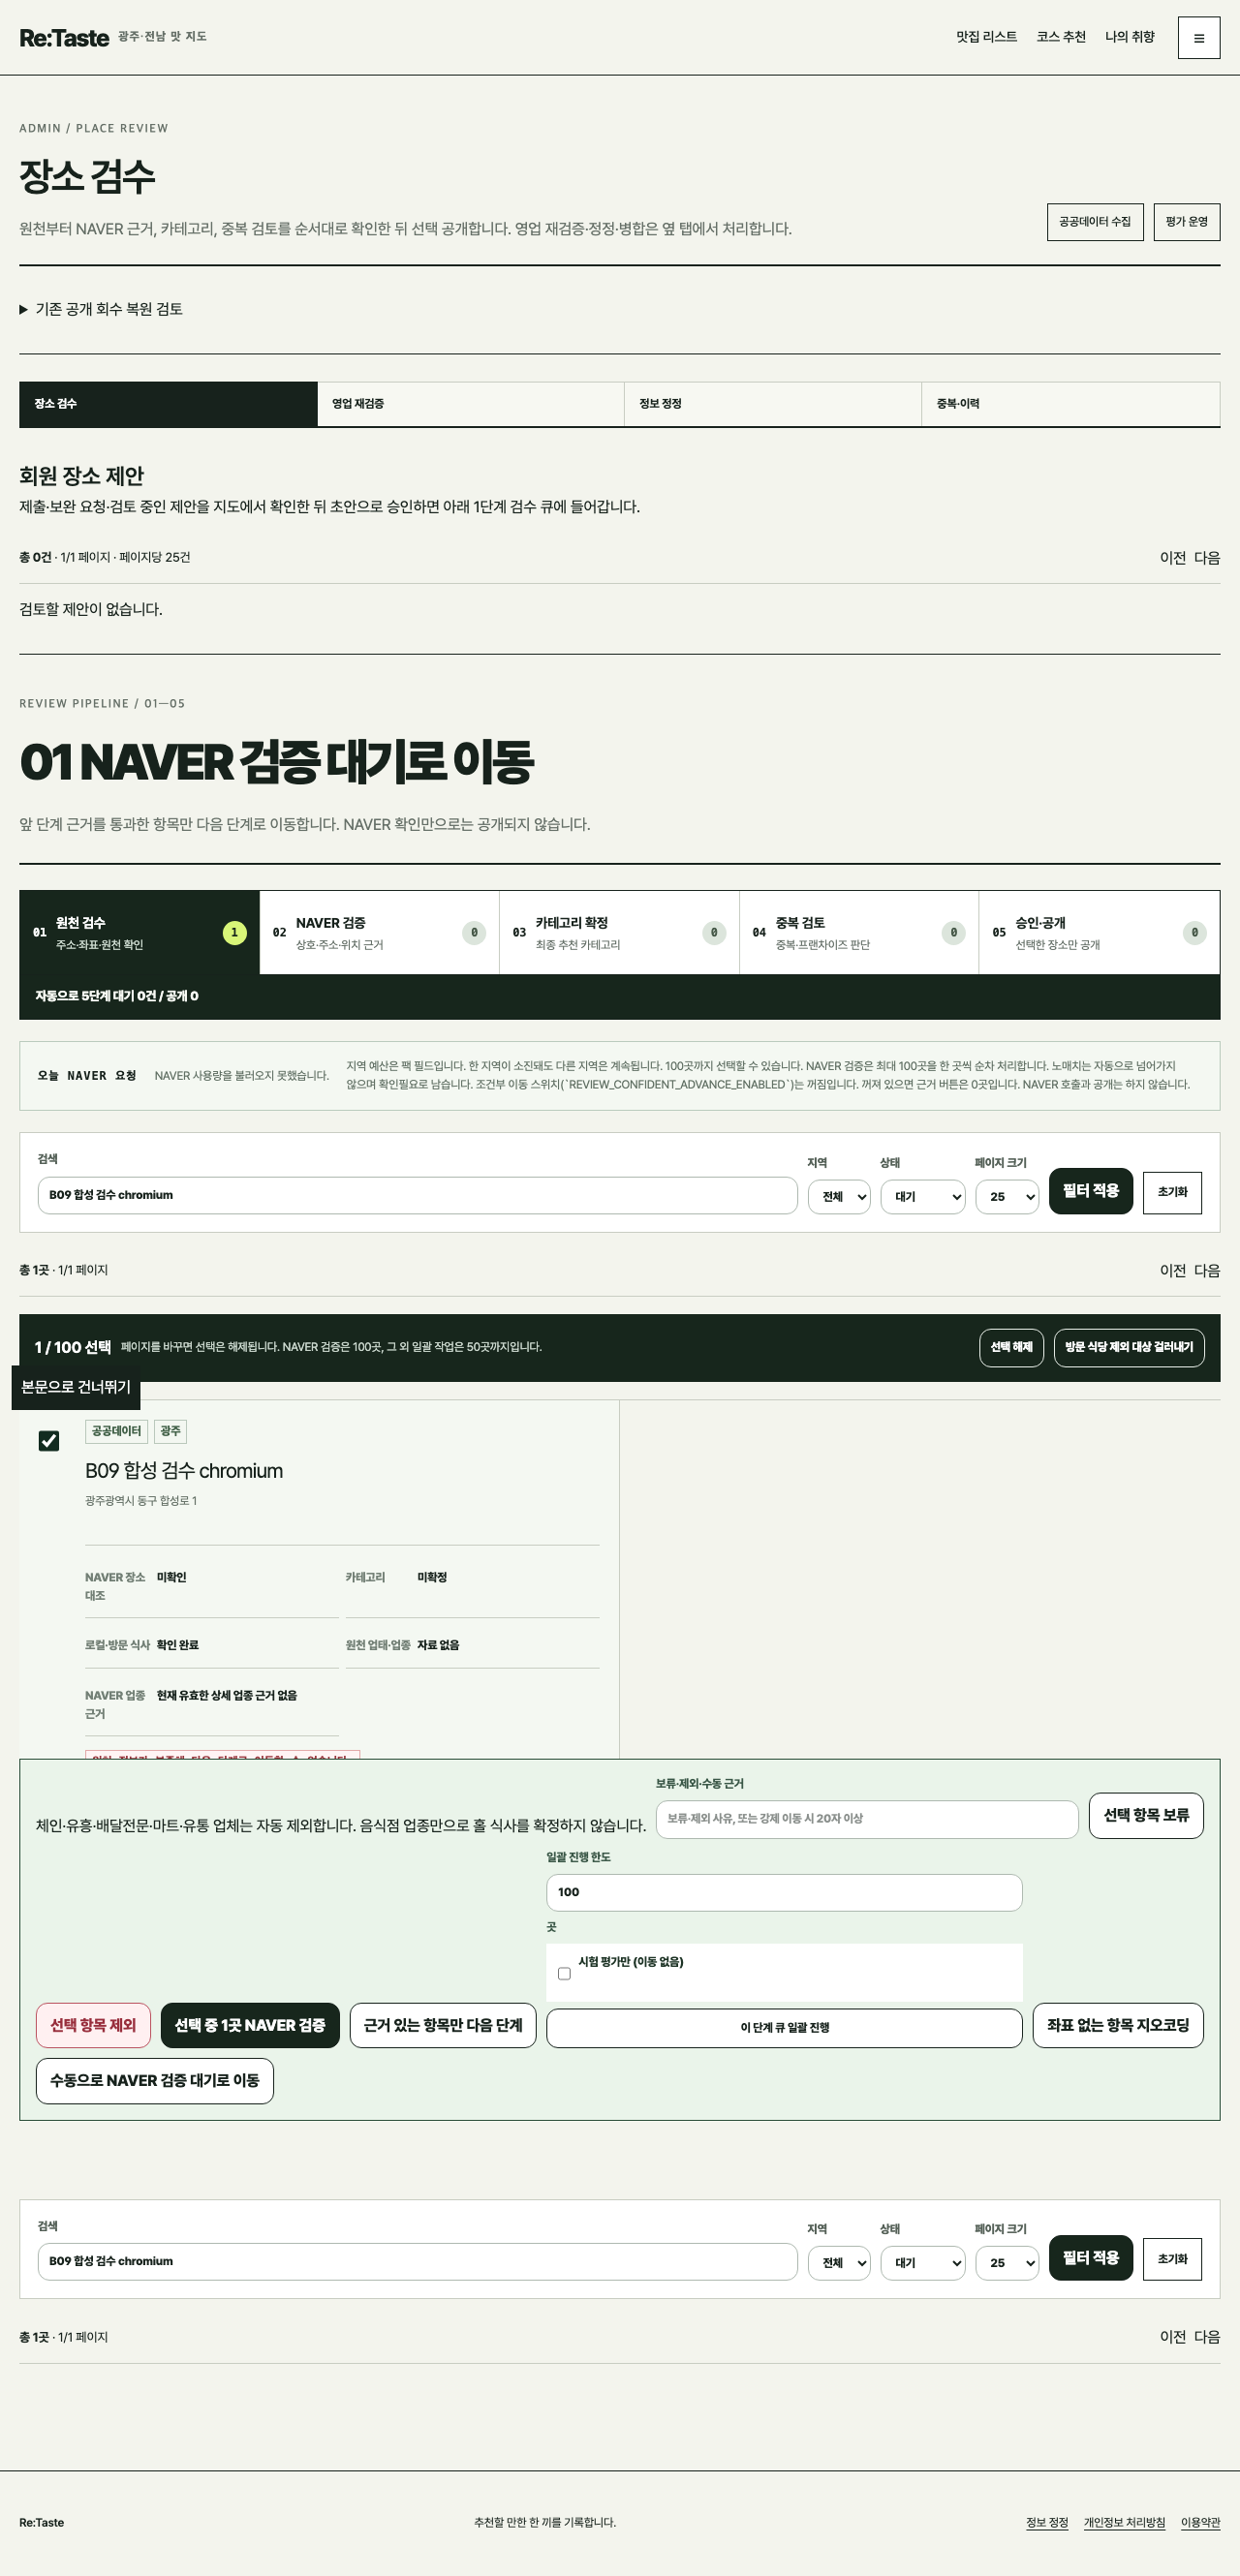 Re:Taste 광주·전남 맛 지도
맛집 리스트 코스 추천 나의 취향 ≡
ADMIN / PLACE REVIEW
장소 검수
원천부터 NAVER 근거, 카테고리, 중복 검토를 순서대로 확인한 뒤 선택 공개합니다. 영업 재검증·정정·병합은 옆 탭에서 처리합니다.
공공데이터 수집 평가 운영
▶ 기존 공개 회수 복원 검토
장소 검수 영업 재검증 정보 정정 중복·이력
회원 장소 제안
제출·보완 요청·검토 중인 제안을 지도에서 확인한 뒤 초안으로 승인하면 아래 1단계 검수 큐에 들어갑니다.
총 0건 · 1/1 페이지 · 페이지당 25건 이전 다음
검토할 제안이 없습니다.
REVIEW PIPELINE / 01—05
01 NAVER 검증 대기로 이동
앞 단계 근거를 통과한 항목만 다음 단계로 이동합니다. NAVER 확인만으로는 공개되지 않습니다.
01 원천 검수 주소·좌표·원천 확인 1
02 NAVER 검증 상호·주소·위치 근거 0
03 카테고리 확정 최종 추천 카테고리 0
04 중복 검토 중복·프랜차이즈 판단 0
05 승인·공개 선택한 장소만 공개 0
자동으로 5단계 대기 0건 / 공개 0
오늘 NAVER 요청 NAVER 사용량을 불러오지 못했습니다.
지역 예산은 팩 필드입니다. 한 지역이 소진돼도 다른 지역은 계속됩니다. 100곳까지 선택할 수 있습니다. NAVER 검증은 최대 100곳을 한 곳씩 순차 처리합니다. 노매치는 자동으로 넘어가지
않으며 확인필요로 남습니다. 조건부 이동 스위치(`REVIEW_CONFIDENT_ADVANCE_ENABLED`)는 꺼짐입니다. 꺼져 있으면 근거 버튼은 0곳입니다. NAVER 호출과 공개는 하지 않습니다.
검색 지역 상태 페이지 크기
B09 합성 검수 chromium 전체 대기 25 필터 적용 초기화
총 1곳 · 1/1 페이지 이전 다음
1 / 100 선택 페이지를 바꾸면 선택은 해제됩니다. NAVER 검증은 100곳, 그 외 일괄 작업은 50곳까지입니다. 선택 해제 방문 식당 제외 대상 걸러내기
본문으로 건너뛰기
공공데이터 광주
B09 합성 검수 chromium
광주광역시 동구 합성로 1
NAVER 장소 대조 미확인 카테고리 미확정
로컬·방문 식사 확인 완료 원천 업태·업종 자료 없음
NAVER 업종 근거 현재 유효한 상세 업종 근거 없음
보류·제외·수동 근거
체인·유흥·배달전문·마트·유통 업체는 자동 제외합니다. 음식점 업종만으로 홀 식사를 확정하지 않습니다. 보류·제외 사유, 또는 강제 이동 시 20자 이상 선택 항목 보류
일괄 진행 한도
100
곳
시험 평가만 (이동 없음)
선택 항목 제외 선택 중 1곳 NAVER 검증 근거 있는 항목만 다음 단계 이 단계 큐 일괄 진행 좌표 없는 항목 지오코딩
수동으로 NAVER 검증 대기로 이동
검색 지역 상태 페이지 크기
B09 합성 검수 chromium 전체 대기 25 필터 적용 초기화
총 1곳 · 1/1 페이지 이전 다음
Re:Taste 추천할 만한 한 끼를 기록합니다. 정보 정정 개인정보 처리방침 이용약관